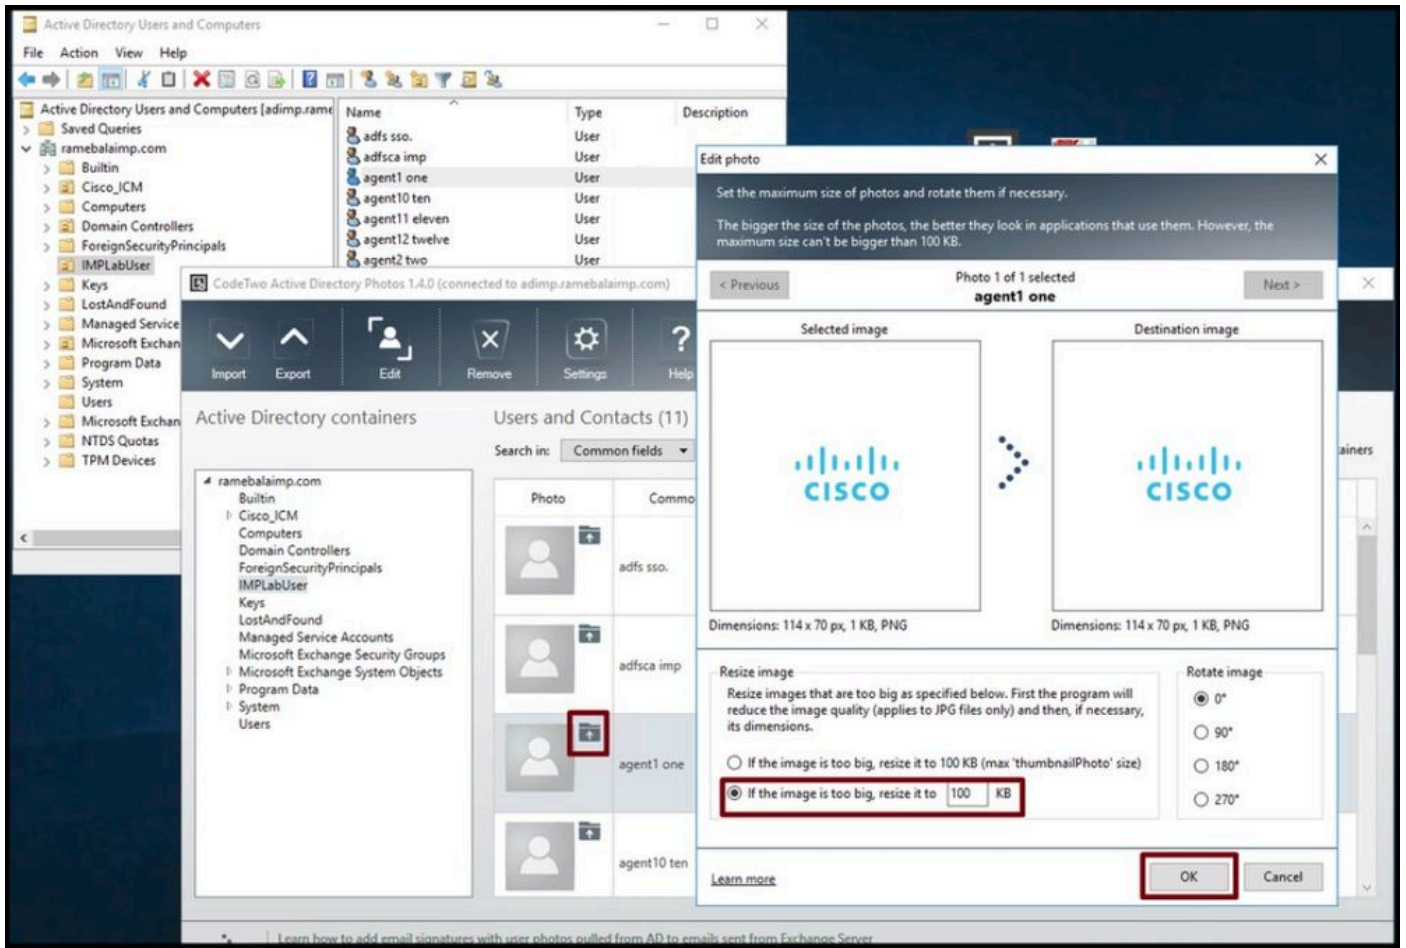 Active Directory Users and Computers
File Action View Help
Active Directory Users and Computers [adimp.rame
Saved Queries
ramebalaimp.com
Builtin
Cisco_ICM
Computers
Domain Controllers
ForeignSecurityPrincipals
IMPLabUser
Keys
LostAndFound
Managed Service
Microsoft Exchan
Program Data
System
Users
Microsoft Exchan
NTDS Quotas
TPM Devices
Name Type Description
adfs sso. User
adfsca imp User
agent1 one User
agent10 ten User
agent11 eleven User
agent12 twelve User
agent2 two User
CodeTwo Active Directory Photos 1.4.0 (connected to adimp.ramebalaimp.com)
Import Export Edit Remove Settings Help
Active Directory containers
ramebalaimp.com
Builtin
Cisco_ICM
Computers
Domain Controllers
ForeignSecurityPrincipals
IMPLabUser
Keys
LostAndFound
Managed Service Accounts
Microsoft Exchange Security Groups
Microsoft Exchange System Objects
Program Data
System
Users
Users and Contacts (11)
Search in: Common fields
ainers
Photo Commo
adfs sso.
adfsca imp
agent1 one
agent10 ten
Learn how to add email signatures with user photos pulled from AD to emails sent from Exchange Server
Edit photo
Set the maximum size of photos and rotate them if necessary.
The bigger the size of the photos, the better they look in applications that use them. However, the
maximum size can't be bigger than 100 KB.
< Previous
Photo 1 of 1 selected
agent1 one
Next >
Selected image
CISCO
Dimensions: 114 x 70 px, 1 KB, PNG
Destination image
CISCO
Dimensions: 114 x 70 px, 1 KB, PNG
Resize image
Resize images that are too big as specified below. First the program will
reduce the image quality (applies to JPG files only) and then, if necessary,
its dimensions.
If the image is too big, resize it to 100 KB (max 'thumbnailPhoto' size)
If the image is too big, resize it to 100 KB
Rotate image
0°
90°
180°
270°
Learn more
OK
Cancel